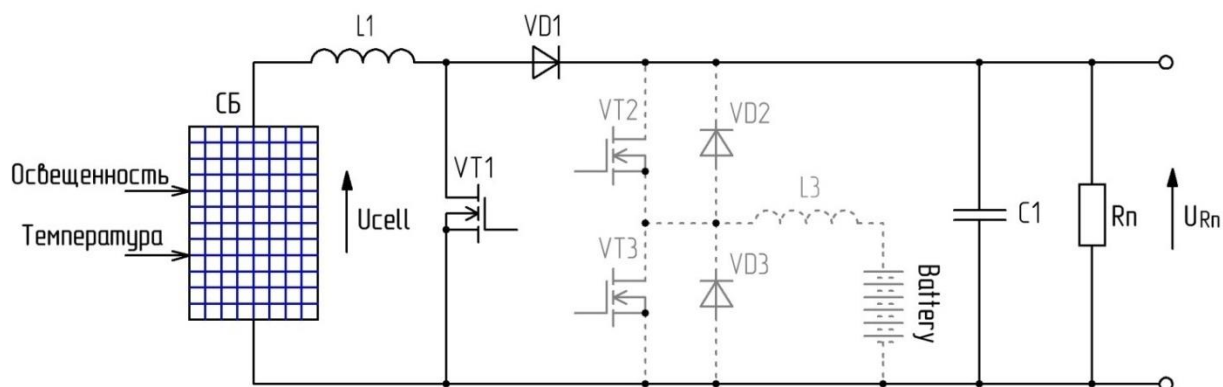 L1
VD1
СБ
VT2
VD2
Освещенность
VT1
L3
Ucell
C1
Rn
URn
Температура
VT3
VD3
Battery